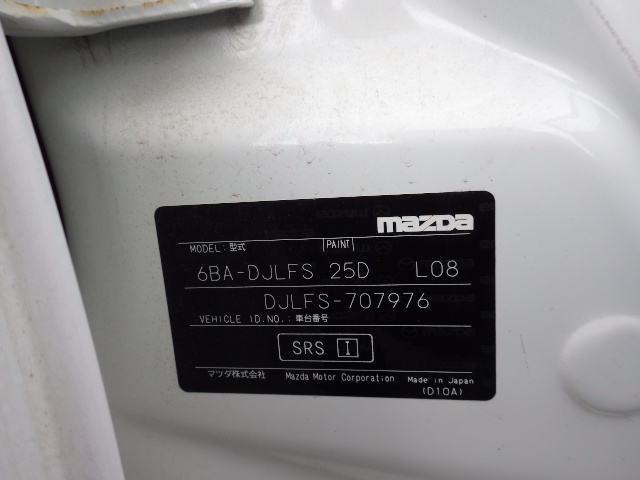 mazda
MODEL: 型式 PAINT
6BA-DJLFS 25D L08
DJLFS-707976
VEHICLE ID.NO.: 車台番号
SRS I
マツダ株式会社 Mazda Motor Corporation Made in Japan
(D10A)